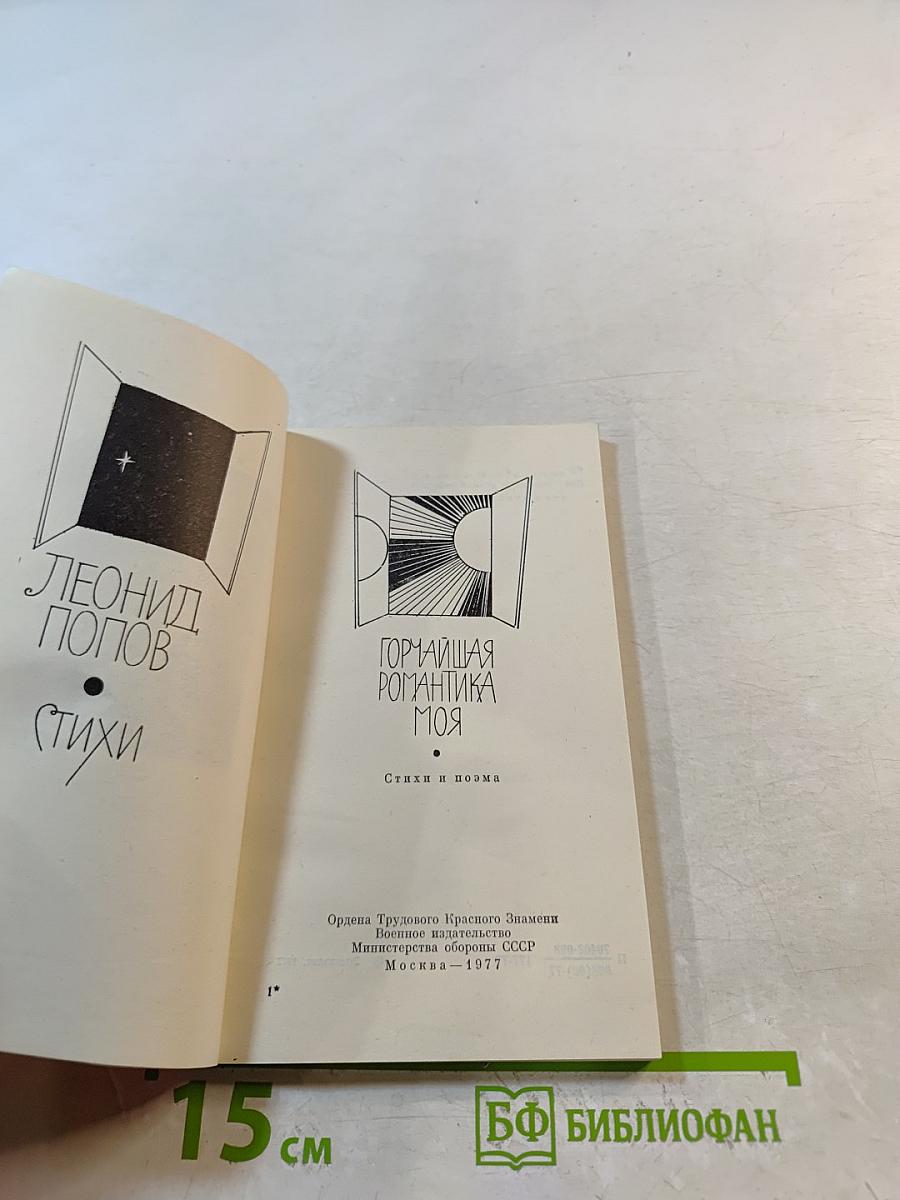 ЛЕОНИД
ПОПОВ
СТИХИ
ГОРЧАЙШАЯ
РОМАНТИКА
МОЯ
Стихи и поэма
Ордена Трудового Красного Знамени
Военное издательство
Министерства обороны СССР
Москва—1977
1*
15 см
БФ БИБЛИОФАН